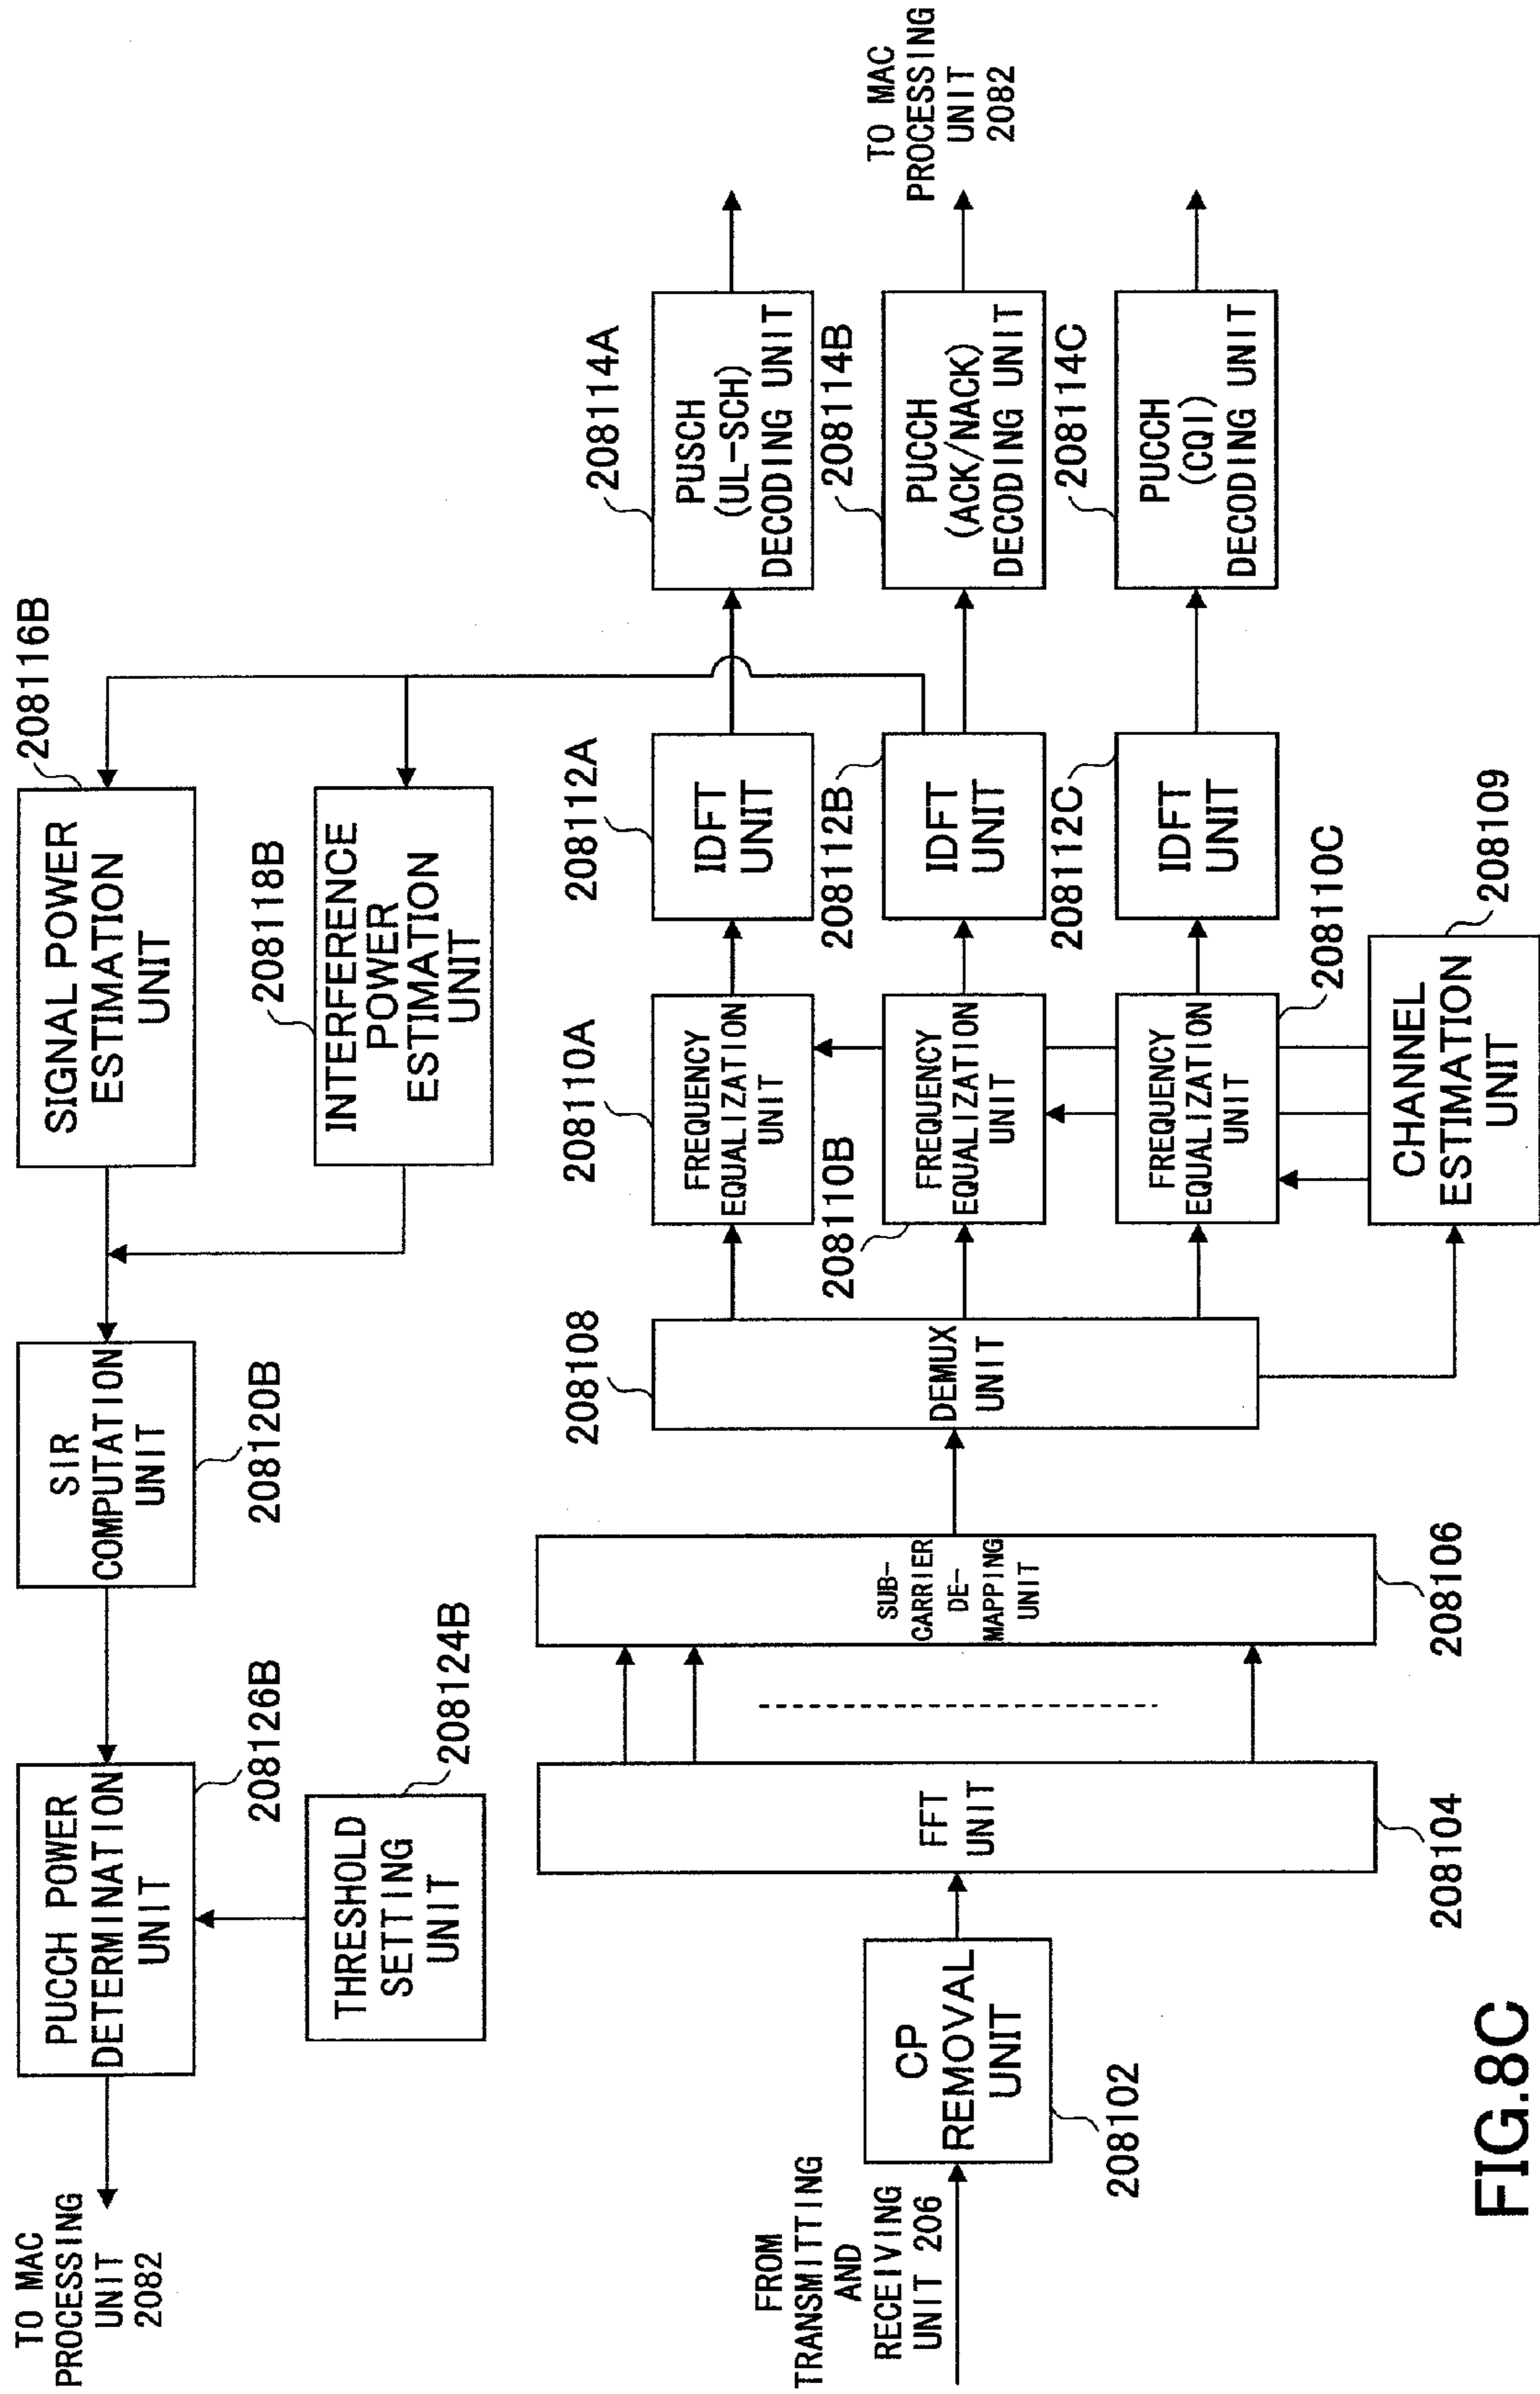 TO MAC
PROCESSING
UNIT
2082
PUCCH POWER
DETERMINATION
UNIT
208126B
THRESHOLD
SETTING
UNIT
208124B
SIR
COMPUTATION
UNIT
208120B
SIGNAL POWER
ESTIMATION
UNIT
208116B
INTERFERENCE
POWER
ESTIMATION
UNIT
208118B
FROM
TRANSMITTING
AND
RECEIVING
UNIT 206
CP
REMOVAL
UNIT
208102
FFT
UNIT
208104
SUB-
CARRIER
DE-
MAPPING
UNIT
208106
DEMUX
UNIT
208108
FREQUENCY
EQUALIZATION
UNIT
208110A
FREQUENCY
EQUALIZATION
UNIT
208110B
FREQUENCY
EQUALIZATION
UNIT
208110C
CHANNEL
ESTIMATION
UNIT
208109
IDFT
UNIT
208112A
IDFT
UNIT
208112B
IDFT
UNIT
208112C
PUSCH
(UL-SCH)
DECODING UNIT
208114A
PUCCH
(ACK/NACK)
DECODING UNIT
208114B
PUCCH
(CQI)
DECODING UNIT
208114C
TO MAC
PROCESSING
UNIT
2082
FIG.8C